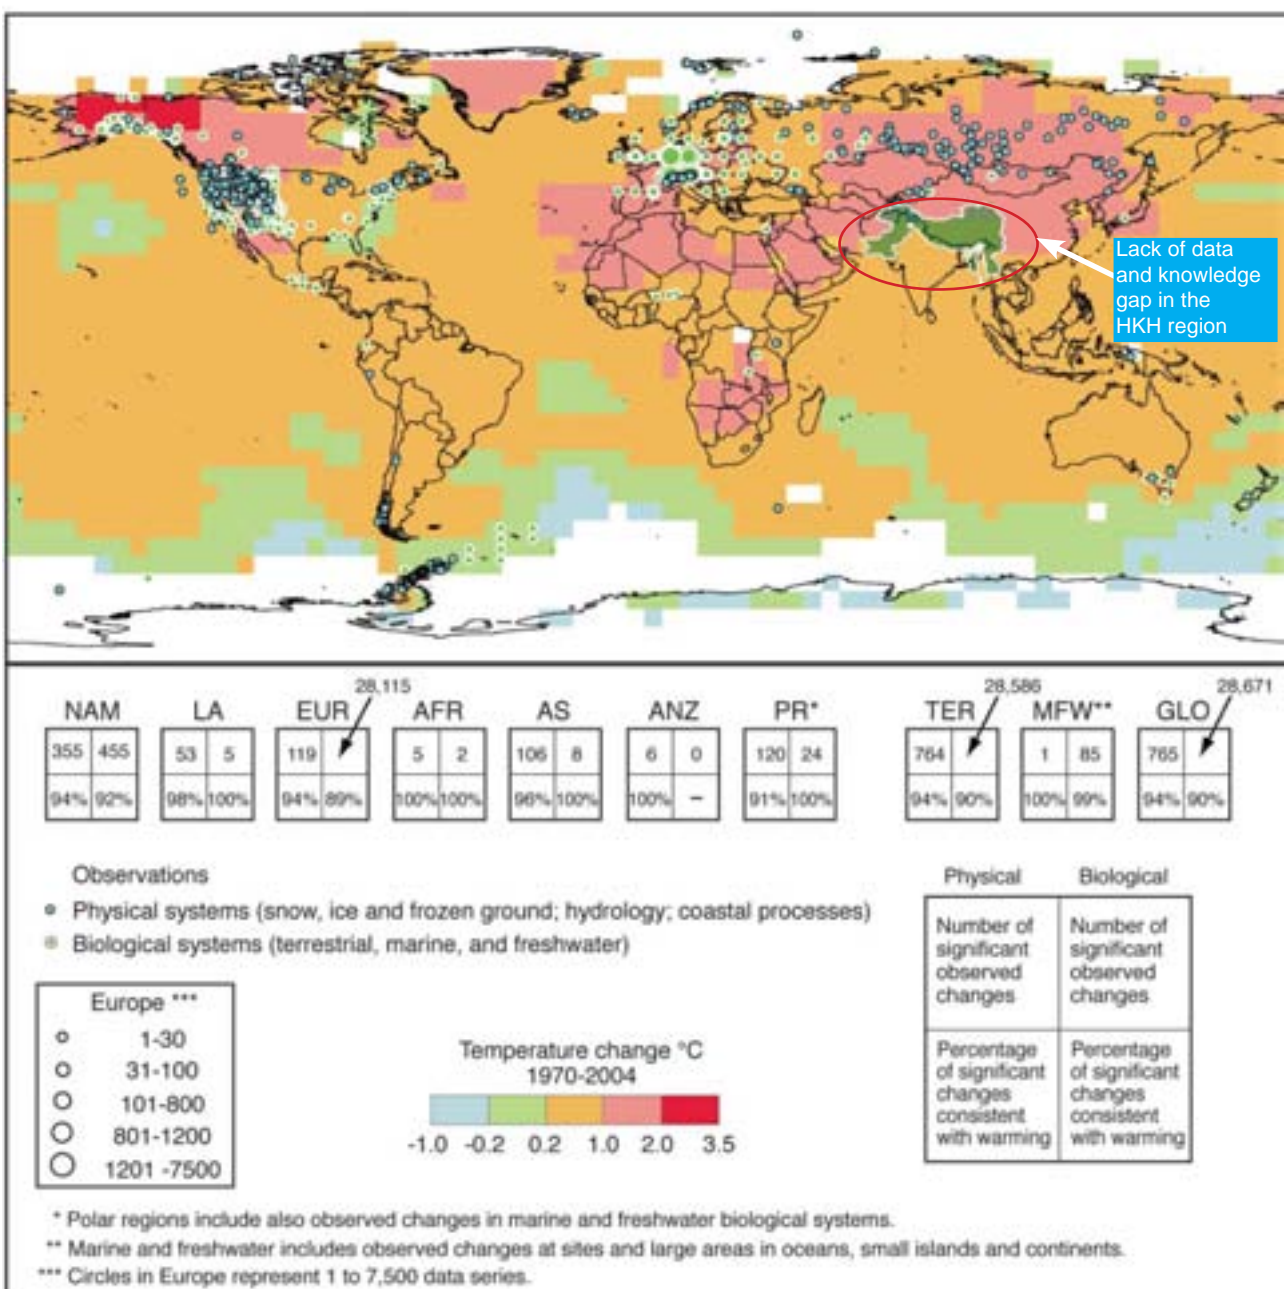 Lack of data
and knowledge
gap in the
HKH region
28,115 28,586 28,671
NAM LA EUR AFR AS ANZ PR* TER MFW** GLO
355 455 53 5 119 5 2 106 8 6 0 120 24 764 1 85 765
94% 92% 98% 100% 94% 89% 100% 100% 96% 100% 100% – 91% 100% 94% 90% 100% 99% 94% 90%
Observations
Physical systems (snow, ice and frozen ground; hydrology; coastal processes)
Biological systems (terrestrial, marine, and freshwater)
Europe ***
1-30
31-100
101-800
801-1200
1201 -7500
Temperature change °C
1970-2004
-1.0 -0.2 0.2 1.0 2.0 3.5
Physical Biological
Number of
significant
observed
changes
Number of
significant
observed
changes
Percentage
of significant
changes
consistent
with warming
Percentage
of significant
changes
consistent
with warming
* Polar regions include also observed changes in marine and freshwater biological systems.
** Marine and freshwater includes observed changes at sites and large areas in oceans, small islands and continents.
*** Circles in Europe represent 1 to 7,500 data series.